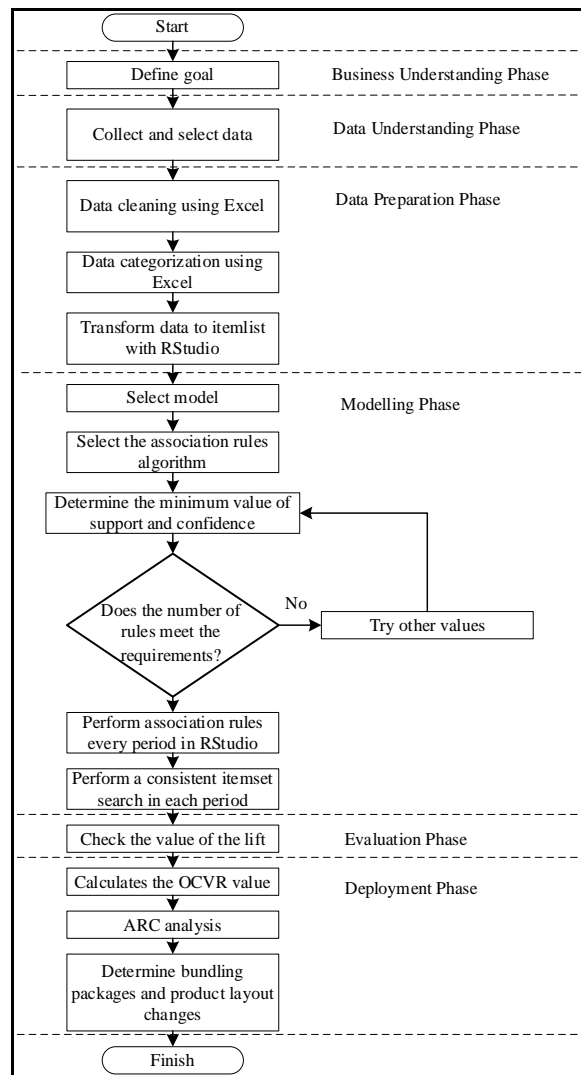 Start
Define goal
Business Understanding Phase
Collect and select data
Data Understanding Phase
Data cleaning using Excel
Data Preparation Phase
Data categorization using
Excel
Transform data to itemlist
with RStudio
Select model
Modelling Phase
Select the association rules
algorithm
Determine the minimum value of
support and confidence
Does the number of
rules meet the
requirements?
No
Try other values
Perform association rules
every period in RStudio
Perform a consistent itemset
search in each period
Check the value of the lift
Evaluation Phase
Calculates the OCVR value
Deployment Phase
ARC analysis
Determine bundling
packages and product layout
changes
Finish